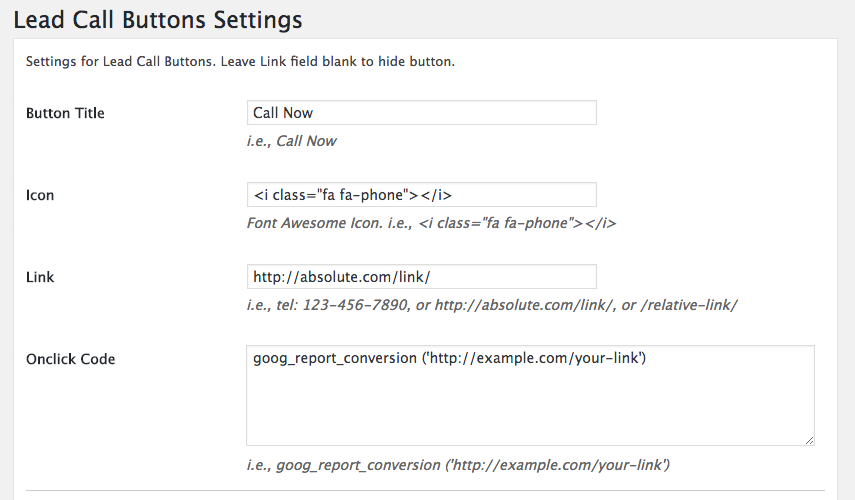 Lead Call Buttons Settings
Settings for Lead Call Buttons. Leave Link field blank to hide button.
Button Title
Call Now
i.e., Call Now
Icon
<i class="fa fa-phone"></i>
Font Awesome Icon. i.e., <i class="fa fa-phone"></i>
Link
http://absolute.com/link/
i.e., tel: 123-456-7890, or http://absolute.com/link/, or /relative-link/
Onclick Code
goog_report_conversion ('http://example.com/your-link')
i.e., goog_report_conversion ('http://example.com/your-link')